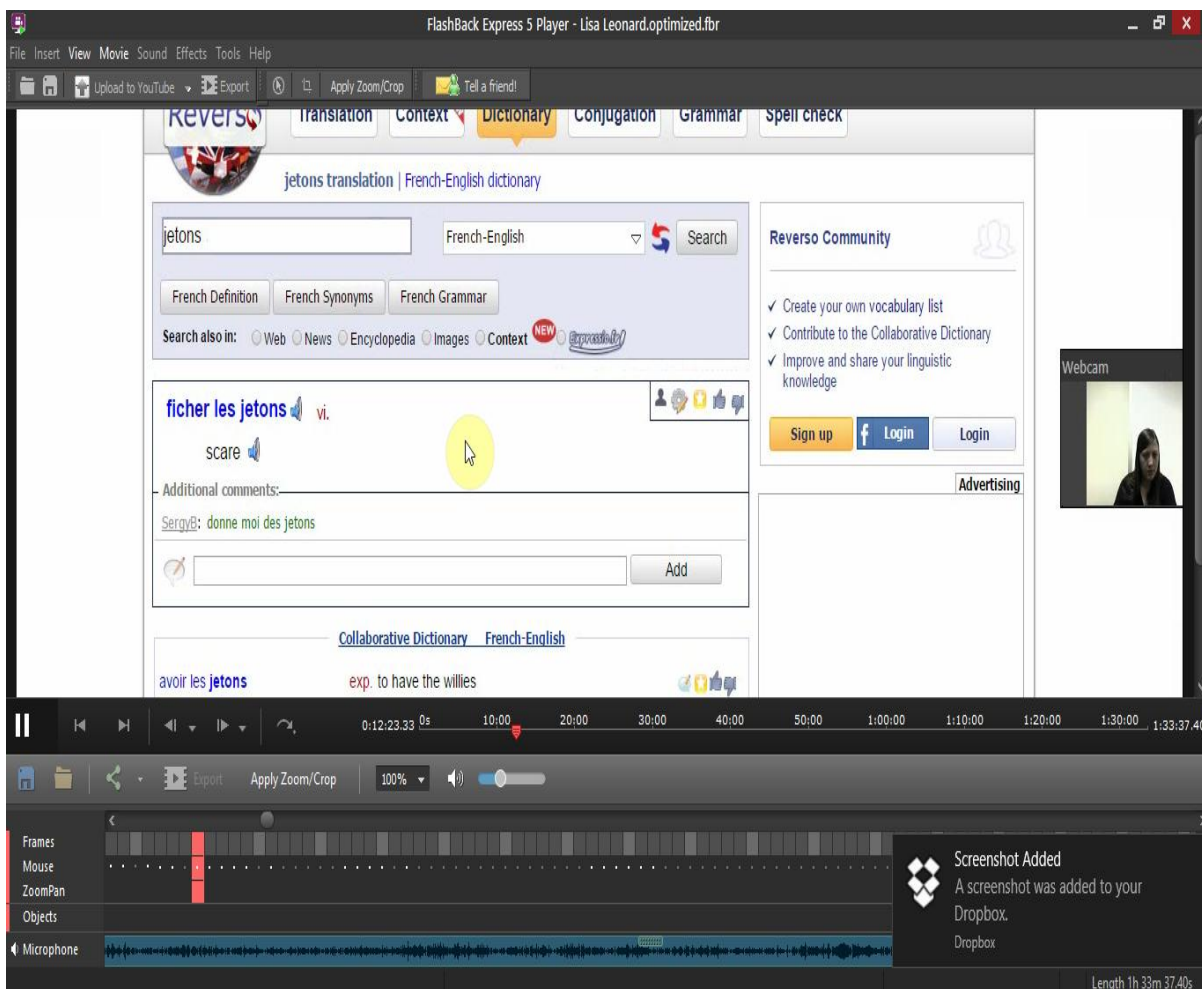 FlashBack Express 5 Player - Lisa Leonard.optimized.fbr
File Insert View Movie Sound Effects Tools Help
Upload to YouTube Export Apply Zoom/Crop Tell a friend!
Reverso Translation Context Dictionary Conjugation Grammar Spell check
jetons translation | French-English dictionary
jetons French-English Search
French Definition French Synonyms French Grammar
Search also in: Web News Encyclopedia Images Context NEW
ficher les jetons vi.
scare
Additional comments:
SergyB: donne moi des jetons
Add
Collaborative Dictionary French-English
avoir les jetons exp. to have the willies
Reverso Community
✓ Create your own vocabulary list
✓ Contribute to the Collaborative Dictionary
✓ Improve and share your linguistic
knowledge
Sign up f Login Login
Advertising
Webcam
0:12:23.33 0s 10:00 20:00 30:00 40:00 50:00 1:00:00 1:10:00 1:20:00 1:30:00 1:33:37.40
Export Apply Zoom/Crop 100%
Frames
Mouse
ZoomPan
Objects
Microphone
Screenshot Added
A screenshot was added to your
Dropbox.
Dropbox
Length 1h 33m 37.40s